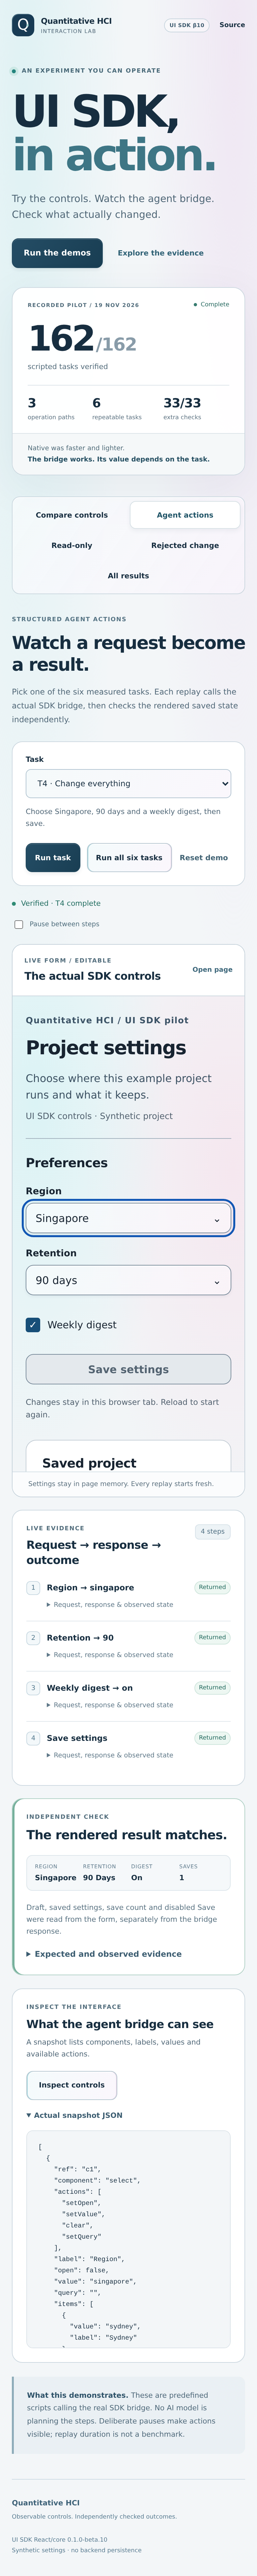 Q
Quantitative HCI
INTERACTION LAB
UI SDK β10
Source
AN EXPERIMENT YOU CAN OPERATE
UI SDK,
in action.
Try the controls. Watch the agent bridge.
Check what actually changed.
Run the demos
Explore the evidence
RECORDED PILOT / 19 NOV 2026
Complete
162/162
scripted tasks verified
3
operation paths
6
repeatable tasks
33/33
extra checks
Native was faster and lighter.
The bridge works. Its value depends on the task.
Compare controls
Agent actions
Read-only
Rejected change
All results
STRUCTURED AGENT ACTIONS
Watch a request become
a result.
Pick one of the six measured tasks. Each replay calls the
actual SDK bridge, then checks the rendered saved state
independently.
Task
T4 · Change everything
Choose Singapore, 90 days and a weekly digest, then
save.
Run task
Run all six tasks
Reset demo
Verified · T4 complete
Pause between steps
LIVE FORM / EDITABLE
The actual SDK controls
Open page
Quantitative HCI / UI SDK pilot
Project settings
Choose where this example project
runs and what it keeps.
UI SDK controls · Synthetic project
Preferences
Region
Singapore
Retention
90 days
✓ Weekly digest
Save settings
Changes stay in this browser tab. Reload to start
again.
Saved project
Settings stay in page memory. Every replay starts fresh.
LIVE EVIDENCE
Request → response →
outcome
4 steps
1
Region → singapore
Returned
▶ Request, response & observed state
2
Retention → 90
Returned
▶ Request, response & observed state
3
Weekly digest → on
Returned
▶ Request, response & observed state
4
Save settings
Returned
▶ Request, response & observed state
INDEPENDENT CHECK
The rendered result matches.
REGION
Singapore
RETENTION
90 Days
DIGEST
On
SAVES
1
Draft, saved settings, save count and disabled Save
were read from the form, separately from the bridge
response.
▶ Expected and observed evidence
INSPECT THE INTERFACE
What the agent bridge can see
A snapshot lists components, labels, values and
available actions.
Inspect controls
▼ Actual snapshot JSON
[
{
"ref": "c1",
"component": "select",
"actions": [
"setOpen",
"setValue",
"clear",
"setQuery"
],
"label": "Region",
"open": false,
"value": "singapore",
"query": "",
"items": [
{
"value": "sydney",
"label": "Sydney"
What this demonstrates. These are predefined
scripts calling the real SDK bridge. No AI model is
planning the steps. Deliberate pauses make actions
visible; replay duration is not a benchmark.
Quantitative HCI
Observable controls. Independently checked outcomes.
UI SDK React/core 0.1.0-beta.10
Synthetic settings · no backend persistence